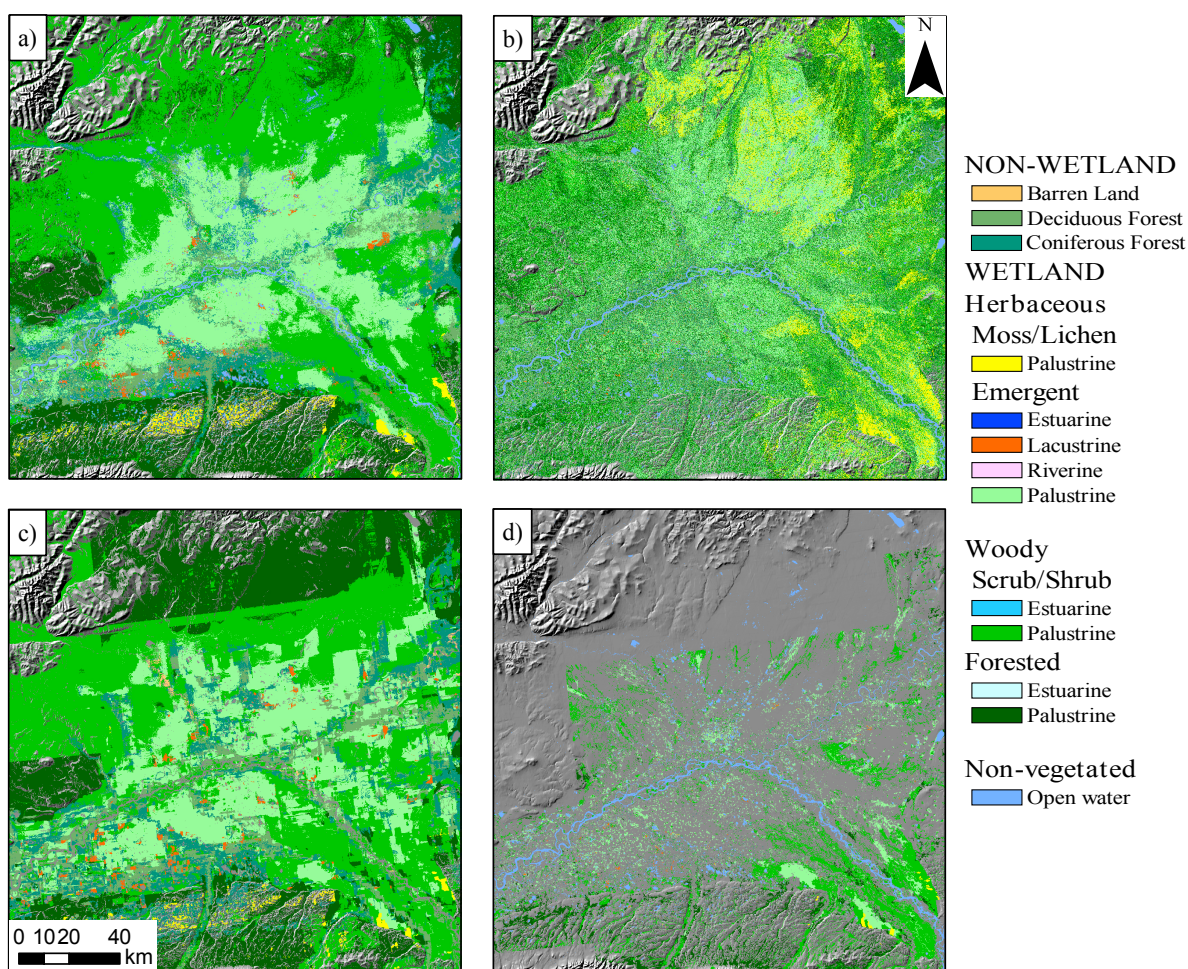 a)
b)
N
NON-WETLAND
Barren Land
Deciduous Forest
Coniferous Forest
WETLAND
Herbaceous
Moss/Lichen
Palustrine
Emergent
Estuarine
Lacustrine
Riverine
Palustrine
Woody
Scrub/Shrub
Estuarine
Palustrine
Forested
Estuarine
Palustrine
Non-vegetated
Open water
c)
d)
0 10 20 40
km